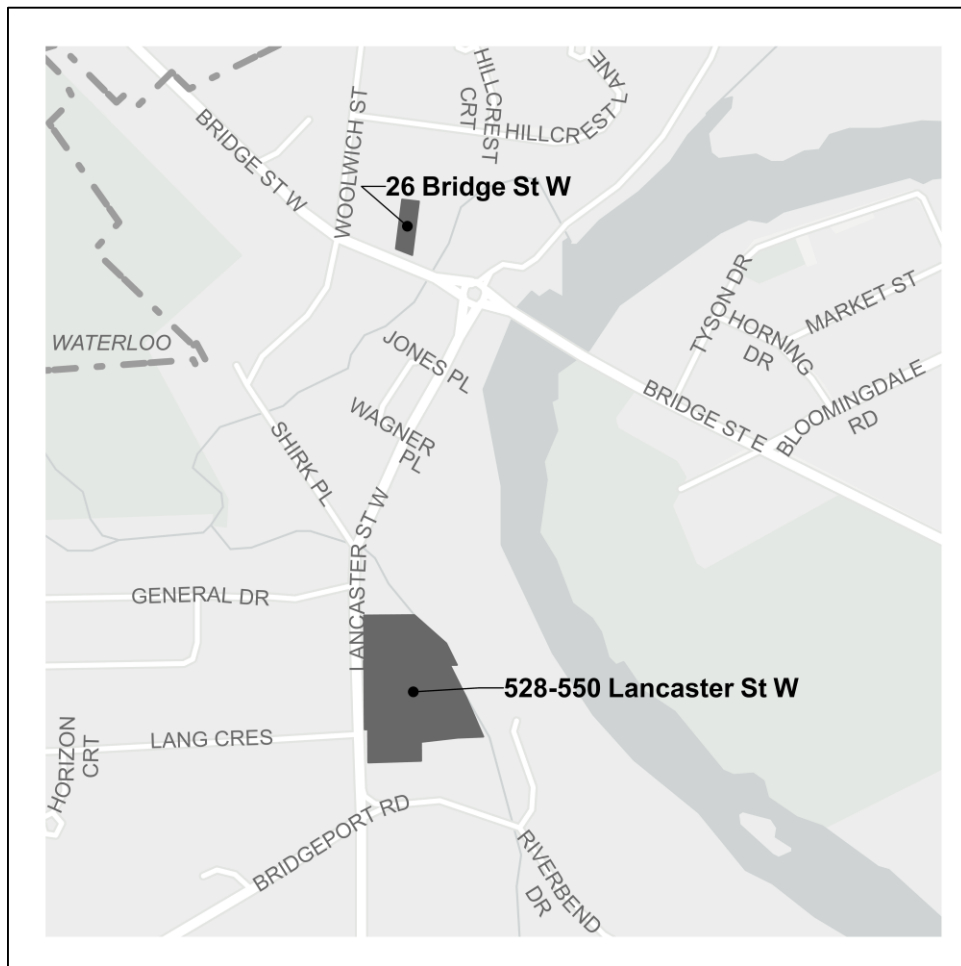 HILLCREST
CRT
LANE
HILLCREST
WOOLWICH ST
BRIDGE ST W
26 Bridge St W
WATERLOO
TYSON DR
MARKET ST
HORNING
DR
JONES PL
BRIDGE ST E
BLOOMINGDALE
RD
WAGNER
PL
SHIRK PL
LANCASTER ST W
GENERAL DR
528-550 Lancaster St W
LANG CRES
HORIZON
CRT
BRIDGEPORT RD
RIVERBEND
DR